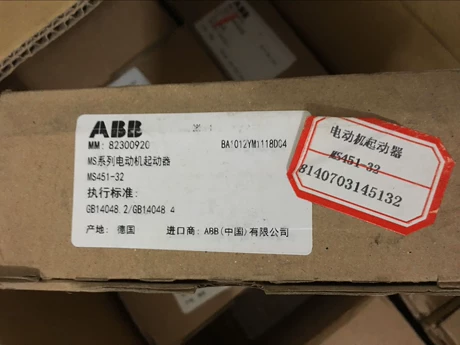 ABB
MM: 82300920
BA1012YM1118D04
MS系列电动机起动器
MS451-32
执行标准:
GB14048.2/GB14048 4
产地: 德国 进口商: ABB(中国)有限公司
电动机起动器
MS451-32
8140703145132